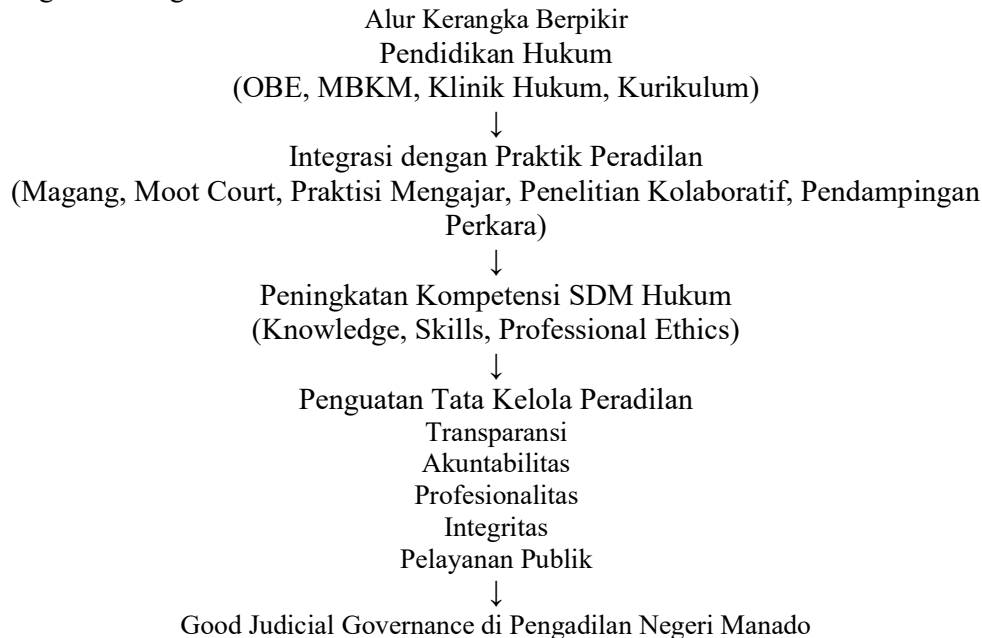 Alur Kerangka Berpikir
Pendidikan Hukum
(OBE, MBKM, Klinik Hukum, Kurikulum)
↓
Integrasi dengan Praktik Peradilan
(Magang, Moot Court, Praktisi Mengajar, Penelitian Kolaboratif, Pendampingan
Perkara)
↓
Peningkatan Kompetensi SDM Hukum
(Knowledge, Skills, Professional Ethics)
↓
Penguatan Tata Kelola Peradilan
Transparansi
Akuntabilitas
Profesionalitas
Integritas
Pelayanan Publik
↓
Good Judicial Governance di Pengadilan Negeri Manado